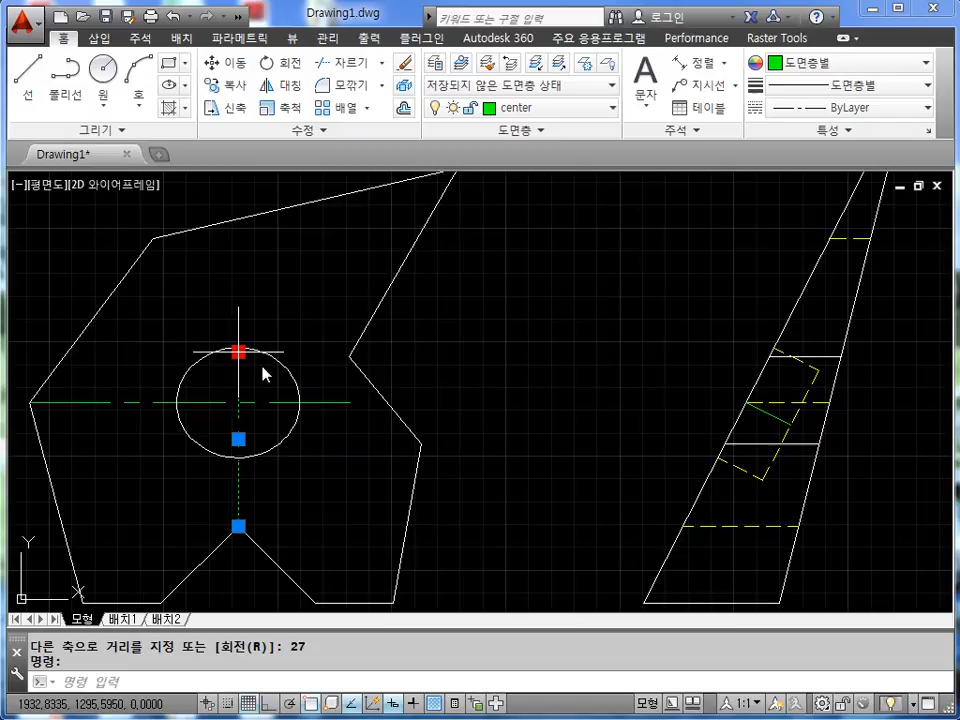 Drawing1.dwg
키워드 또는 구절 입력
로그인
홈 삽입 주석 배치 파라메트릭 뷰 관리 출력 플러그인 Autodesk 360 주요 응용프로그램 Performance Raster Tools
이동 회전 자르기 정렬 도면층별
선 폴리선 원 호 복사 대칭 모깎기 저장되지 않은 도면층 상태 문자 지시선 도면층별
신축 축척 배열 center 테이블 ByLayer
그리기 수정 도면층 주석 특성
Drawing1*
[−][평면도][2D 와이어프레임]
Y
X
모형 배치1 배치2
다른 축으로 거리를 지정 또는 [회전(R)]: 27
명령:
명령 입력
1932,8335, 1295,5950, 0,0000 모형 1:1